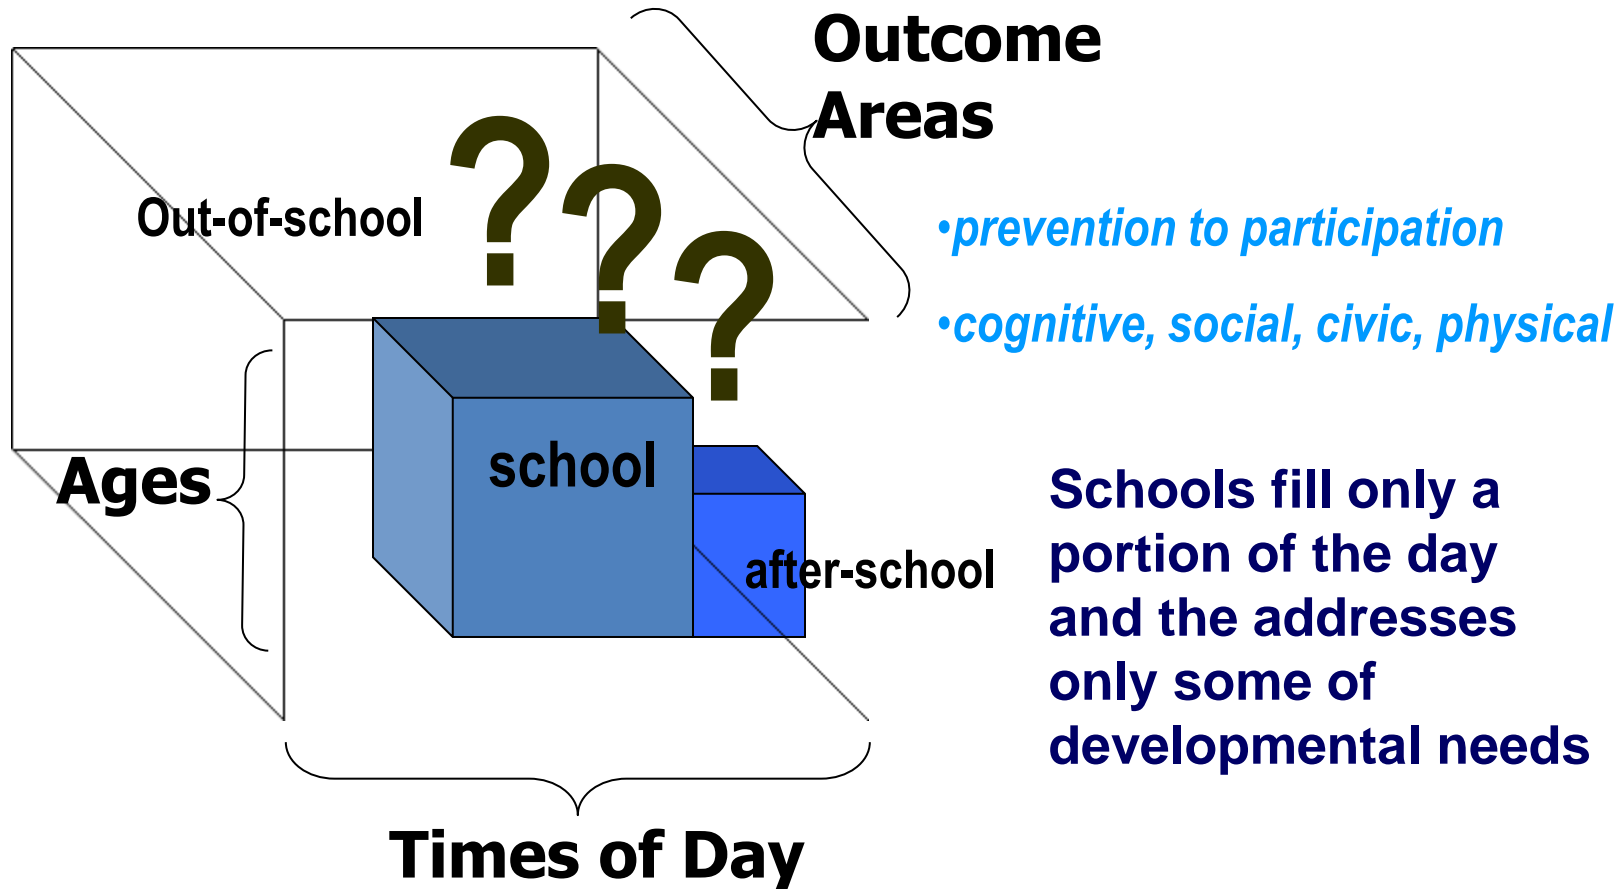 Outcome
Areas
Out-of-school
???
•prevention to participation
•cognitive, social, civic, physical
Ages
school
after-school
Schools fill only a
portion of the day
and the addresses
only some of
developmental needs
Times of Day